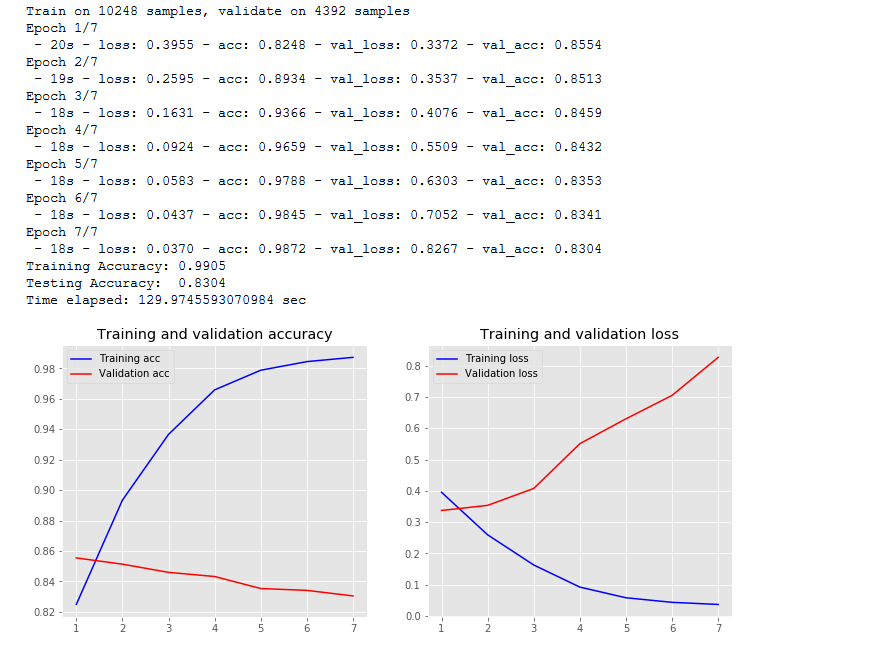 Train on 10248 samples, validate on 4392 samples
Epoch 1/7
- 20s - loss: 0.3955 - acc: 0.8248 - val_loss: 0.3372 - val_acc: 0.8554
Epoch 2/7
- 19s - loss: 0.2595 - acc: 0.8934 - val_loss: 0.3537 - val_acc: 0.8513
Epoch 3/7
- 18s - loss: 0.1631 - acc: 0.9366 - val_loss: 0.4076 - val_acc: 0.8459
Epoch 4/7
- 18s - loss: 0.0924 - acc: 0.9659 - val_loss: 0.5509 - val_acc: 0.8432
Epoch 5/7
- 18s - loss: 0.0583 - acc: 0.9788 - val_loss: 0.6303 - val_acc: 0.8353
Epoch 6/7
- 18s - loss: 0.0437 - acc: 0.9845 - val_loss: 0.7052 - val_acc: 0.8341
Epoch 7/7
- 18s - loss: 0.0370 - acc: 0.9872 - val_loss: 0.8267 - val_acc: 0.8304
Training Accuracy: 0.9905
Testing Accuracy:  0.8304
Time elapsed: 129.9745593070984 sec
Training and validation accuracy
Training acc
Validation acc
0.98
0.96
0.94
0.92
0.90
0.88
0.86
0.84
0.82
1 2 3 4 5 6 7
Training and validation loss
Training loss
Validation loss
0.8
0.7
0.6
0.5
0.4
0.3
0.2
0.1
0.0
1 2 3 4 5 6 7